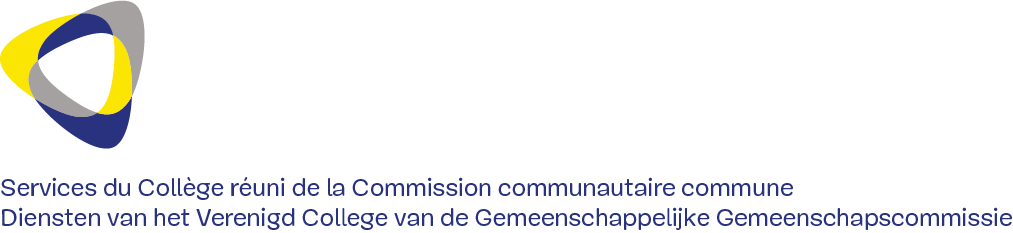 Services du Collège réuni de la Commission communautaire commune
Diensten van het Verenigd College van de Gemeenschappelijke Gemeenschapscommissie